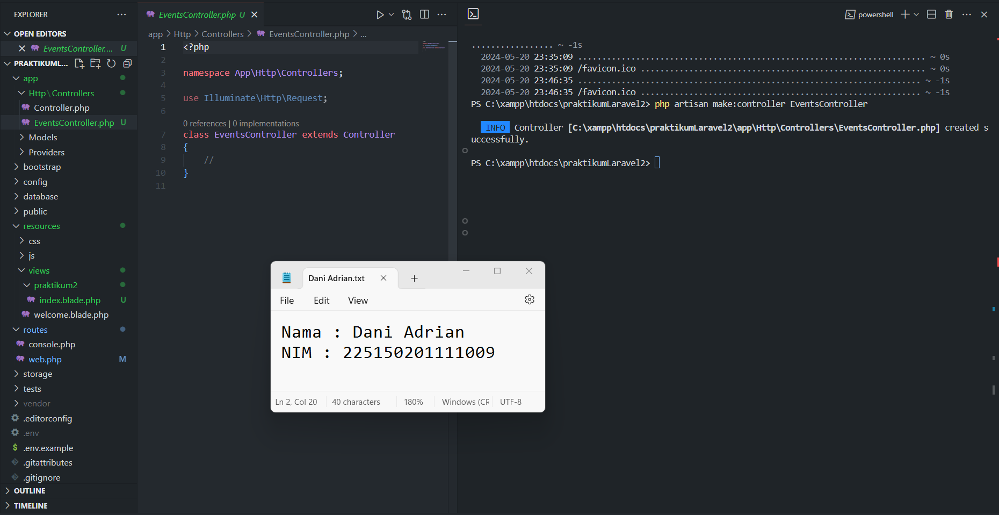 EXPLORER
OPEN EDITORS
EventsController.... U
PRAKTIKUML...
app
Http\Controllers
Controller.php
EventsController.php U
Models
Providers
bootstrap
config
database
public
resources
css
js
views
praktikum2
index.blade.php U
welcome.blade.php
routes
console.php
web.php M
storage
tests
vendor
.editorconfig
.env
.env.example
.gitattributes
.gitignore
OUTLINE
TIMELINE
EventsController.php U
app > Http > Controllers > EventsController.php > ...
1 <?php
2
3 namespace App\Http\Controllers;
4
5 use Illuminate\Http\Request;
6
0 references | 0 implementations
7 class EventsController extends Controller
8 {
9 //
10 }
11
powershell
................. ~ -1s
2024-05-20 23:35:09 ........................................................................ ~ 0s
2024-05-20 23:35:09 /favicon.ico ........................................................... ~ 0s
2024-05-20 23:46:35 ....................................................................... ~ -1s
2024-05-20 23:46:35 /favicon.ico .......................................................... ~ -1s
PS C:\xampp\htdocs\praktikumLaravel2> php artisan make:controller EventsController
INFO Controller [C:\xampp\htdocs\praktikumLaravel2\app\Http\Controllers\EventsController.php] created s
uccessfully.
PS C:\xampp\htdocs\praktikumLaravel2>
Dani Adrian.txt
File Edit View
Nama : Dani Adrian
NIM : 225150201111009
Ln 2, Col 20 40 characters 180% Windows (CR UTF-8